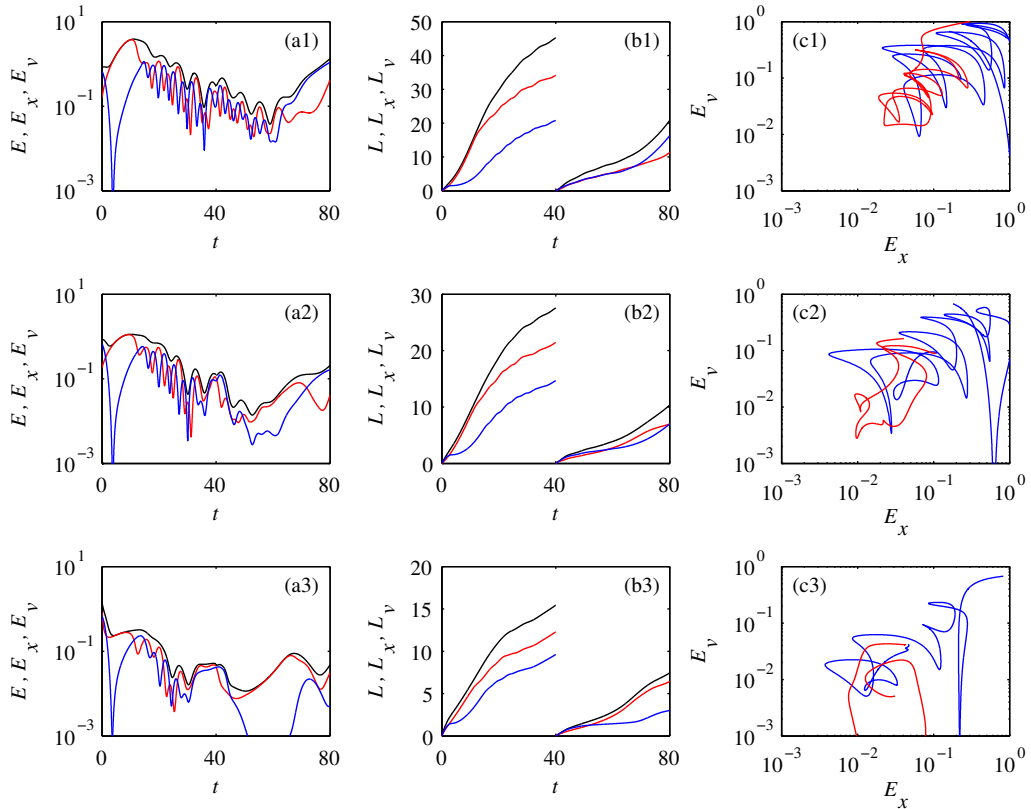 10^1
10^-1
10^-3
E, E_x, E_v
(a1)
0
40
80
t
50
40
30
20
10
0
L, L_x, L_v
(b1)
0
40
80
t
10^0
10^-1
10^-2
10^-3
E_v
(c1)
10^-3
10^-2
10^-1
10^0
E_x
10^1
10^-1
10^-3
E, E_x, E_v
(a2)
0
40
80
t
30
20
10
0
L, L_x, L_v
(b2)
0
40
80
t
10^0
10^-1
10^-2
10^-3
E_v
(c2)
10^-3
10^-2
10^-1
10^0
E_x
10^1
10^-1
10^-3
E, E_x, E_v
(a3)
0
40
80
t
20
15
10
5
0
L, L_x, L_v
(b3)
0
40
80
t
10^0
10^-1
10^-2
10^-3
E_v
(c3)
10^-3
10^-2
10^-1
10^0
E_x